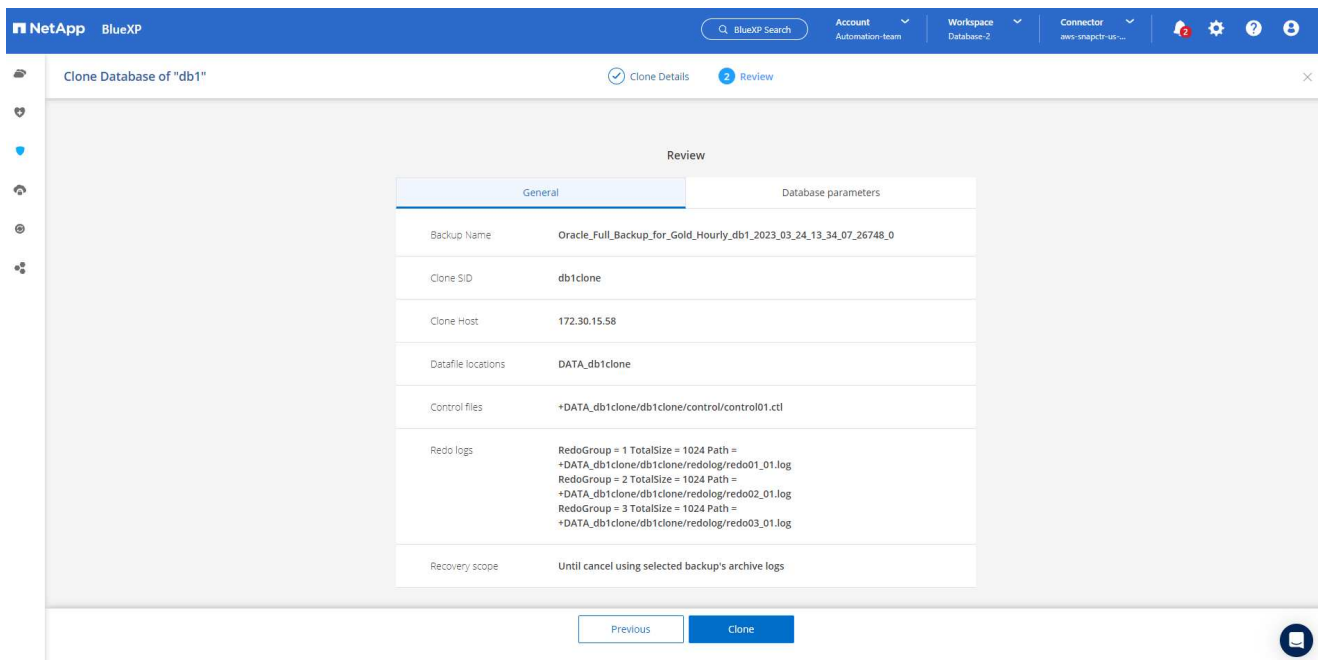 NetApp BlueXP
BlueXP Search
Account
Automation-team
Workspace
Database-2
Connector
aws-snapctr-us-...
2
Clone Database of "db1"
Clone Details
2 Review
Review
General
Database parameters
Backup Name Oracle_Full_Backup_for_Gold_Hourly_db1_2023_03_24_13_34_07_26748_0
Clone SID db1clone
Clone Host 172.30.15.58
Datafile locations DATA_db1clone
Control files +DATA_db1clone/db1clone/control/control01.ctl
Redo logs RedoGroup = 1 TotalSize = 1024 Path =
+DATA_db1clone/db1clone/redolog/redo01_01.log
RedoGroup = 2 TotalSize = 1024 Path =
+DATA_db1clone/db1clone/redolog/redo02_01.log
RedoGroup = 3 TotalSize = 1024 Path =
+DATA_db1clone/db1clone/redolog/redo03_01.log
Recovery scope Until cancel using selected backup's archive logs
Previous
Clone